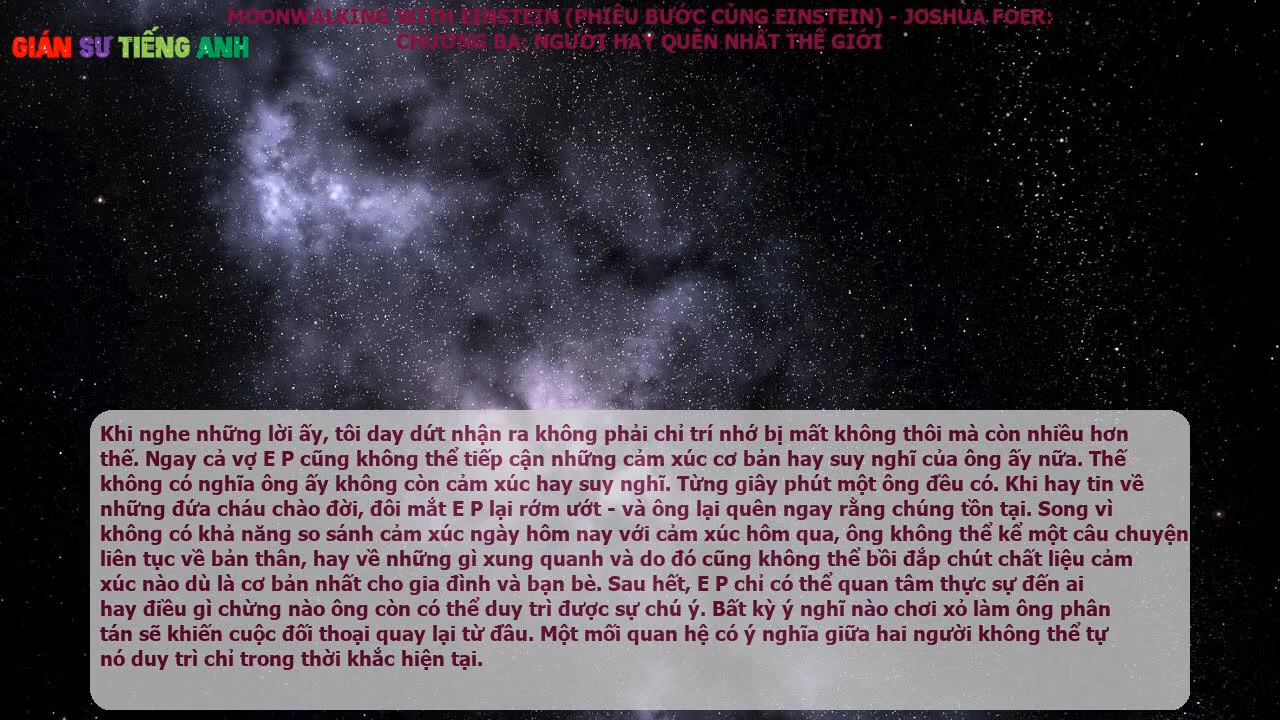 MOONWALKING WITH EINSTEIN (PHIÊU BƯỚC CÙNG EINSTEIN) - JOSHUA FOER:
CHƯƠNG BA: NGƯỜI HAY QUÊN NHẤT THẾ GIỚI
GIÁN SƯ TIẾNG ANH
Khi nghe những lời ấy, tôi day dứt nhận ra không phải chỉ trí nhớ bị mất không thôi mà còn nhiều hơn
thế. Ngay cả vợ E P cũng không thể tiếp cận những cảm xúc cơ bản hay suy nghĩ của ông ấy nữa. Thế
không có nghĩa ông ấy không còn cảm xúc hay suy nghĩ. Từng giây phút một ông đều có. Khi hay tin về
những đứa cháu chào đời, đôi mắt E P lại rớm ướt - và ông lại quên ngay rằng chúng tồn tại. Song vì
không có khả năng so sánh cảm xúc ngày hôm nay với cảm xúc hôm qua, ông không thể kể một câu chuyện
liên tục về bản thân, hay về những gì xung quanh và do đó cũng không thể bồi đắp chút chất liệu cảm
xúc nào dù là cơ bản nhất cho gia đình và bạn bè. Sau hết, E P chỉ có thể quan tâm thực sự đến ai
hay điều gì chừng nào ông còn có thể duy trì được sự chú ý. Bất kỳ ý nghĩ nào chơi xỏ làm ông phân
tán sẽ khiến cuộc đối thoại quay lại từ đầu. Một mối quan hệ có ý nghĩa giữa hai người không thể tự
nó duy trì chỉ trong thời khắc hiện tại.